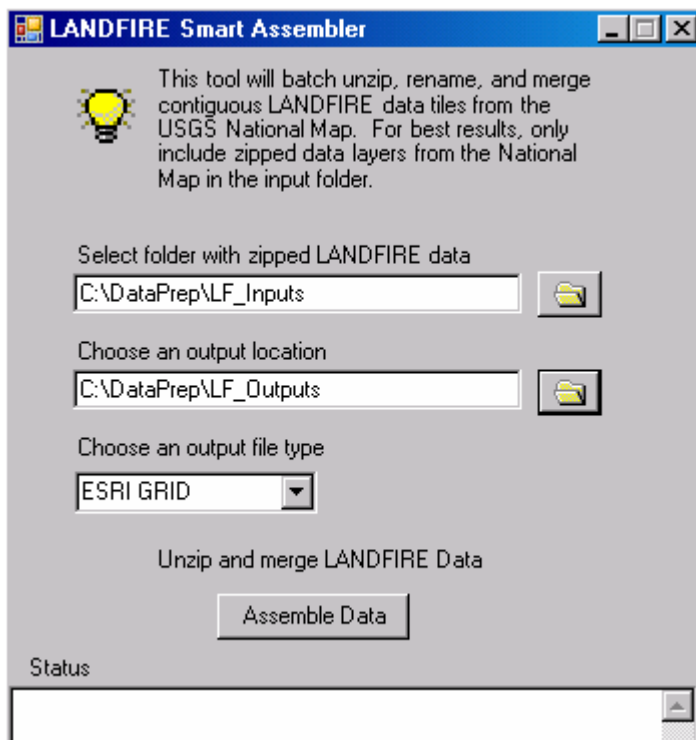 LANDFIRE Smart Assembler
This tool will batch unzip, rename, and merge
contiguous LANDFIRE data tiles from the
USGS National Map. For best results, only
include zipped data layers from the National
Map in the input folder.
Select folder with zipped LANDFIRE data
C:\DataPrep\LF_Inputs
Choose an output location
C:\DataPrep\LF_Outputs
Choose an output file type
ESRI GRID
Unzip and merge LANDFIRE Data
Assemble Data
Status